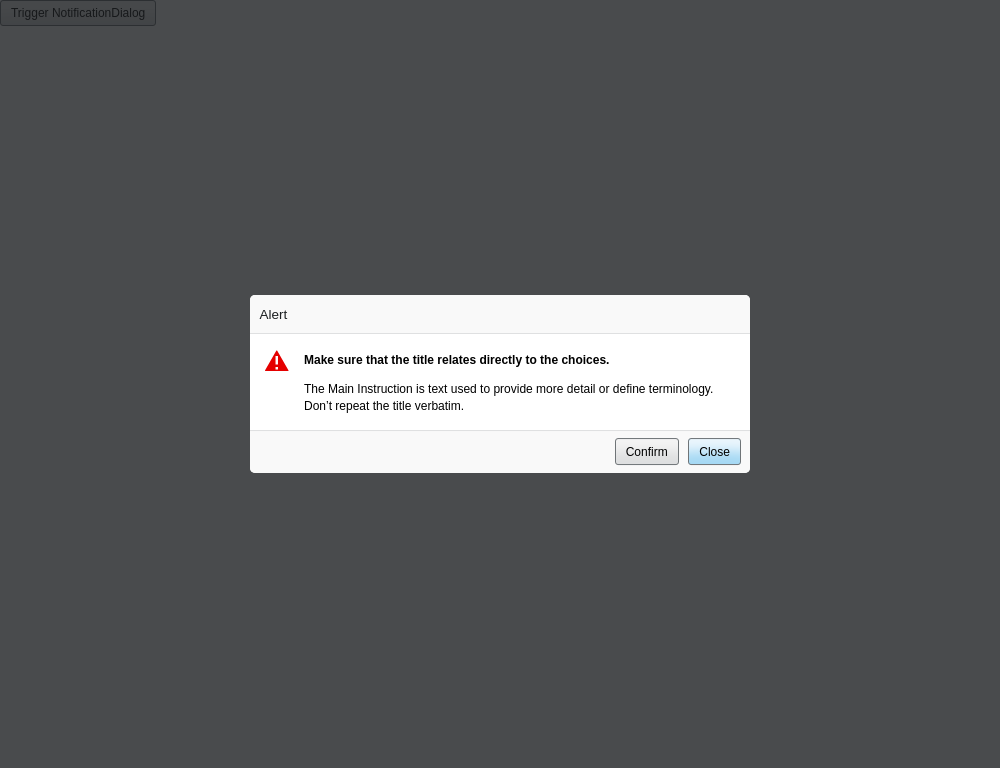 Trigger NotificationDialog
Alert
Make sure that the title relates directly to the choices.
The Main Instruction is text used to provide more detail or define terminology.
Don’t repeat the title verbatim.
Confirm
Close